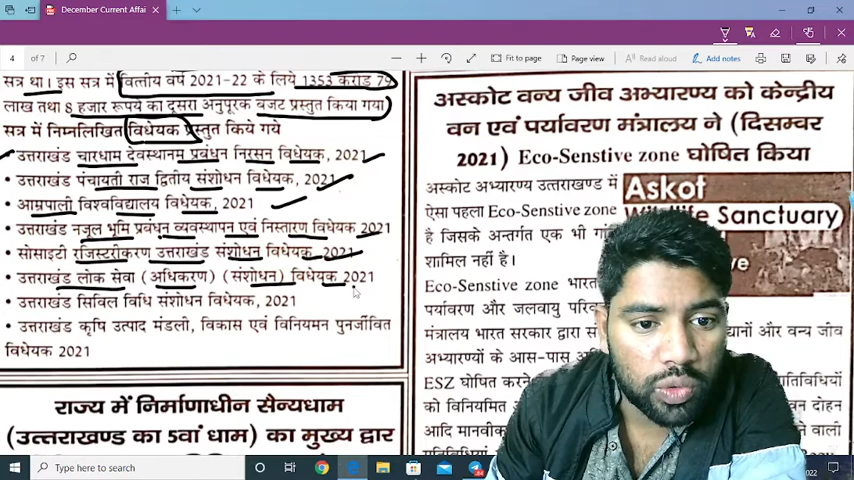 December Current Affai
4 of 7
Fit to page
Read aloud
Add notes
सत्र था। इस सत्र में वित्तीय वर्ष 2021-22 के लिये 1353 करोड़ 79
लाख तथा 8 हजार रूपये का दूसरा अनुपूरक बजट प्रस्तुत किया गया
सत्र में निम्नलिखित विधेयक प्रस्तुत किये गये
उत्तराखंड चारधाम देवस्थानम् प्रबंधन निरसन विधेयक, 2021
• उत्तराखंड पंचायती राज द्वितीय संशोधन विधेयक, 2021
• आम्रपाली विश्वविद्यालय विधेयक, 2021
• उत्तराखंड नजूल भूमि प्रबंधन व्यवस्थापन एवं निस्तारण विधेयक 2021
• सोसाइटी रजिस्टरीकरण उत्तराखंड संशोधन विधेयक 2021
• उत्तराखंड लोक सेवा (अधिकरण) (संशोधन) विधेयक 2021
• उत्तराखंड सिविल विधि संशोधन विधेयक, 2021
• उत्तराखंड कृषि उत्पाद मंडली, विकास एवं विनियमन पुनर्जीवित
विधेयक 2021
राज्य में निर्माणाधीन सैन्यधाम
(उत्तराखण्ड का 5वां धाम) का मुख्य द्वार
अस्कोट वन्य जीव अभ्यारण्य को केन्द्रीय
वन एवं पर्यावरण मंत्रालय ने (दिसम्बर
2021) Eco-Senstive zone घोषित किया
अस्कोट अभ्यारण्य उत्तराखण्ड में
ऐसा पहला Eco-Senstive zone
है जिसके अन्तर्गत एक भी
शामिल नहीं है।
Askot
Sanctuary
Eco-Senstive zone
पर्यावरण और जलवायु
मंत्रालय भारत सरकार द्वारा और वन्य जीव
अभ्यारण्यों के आस-पास
ESZ घोषित करने
को विनियमित दोहन
आदि वाली
Type here to search